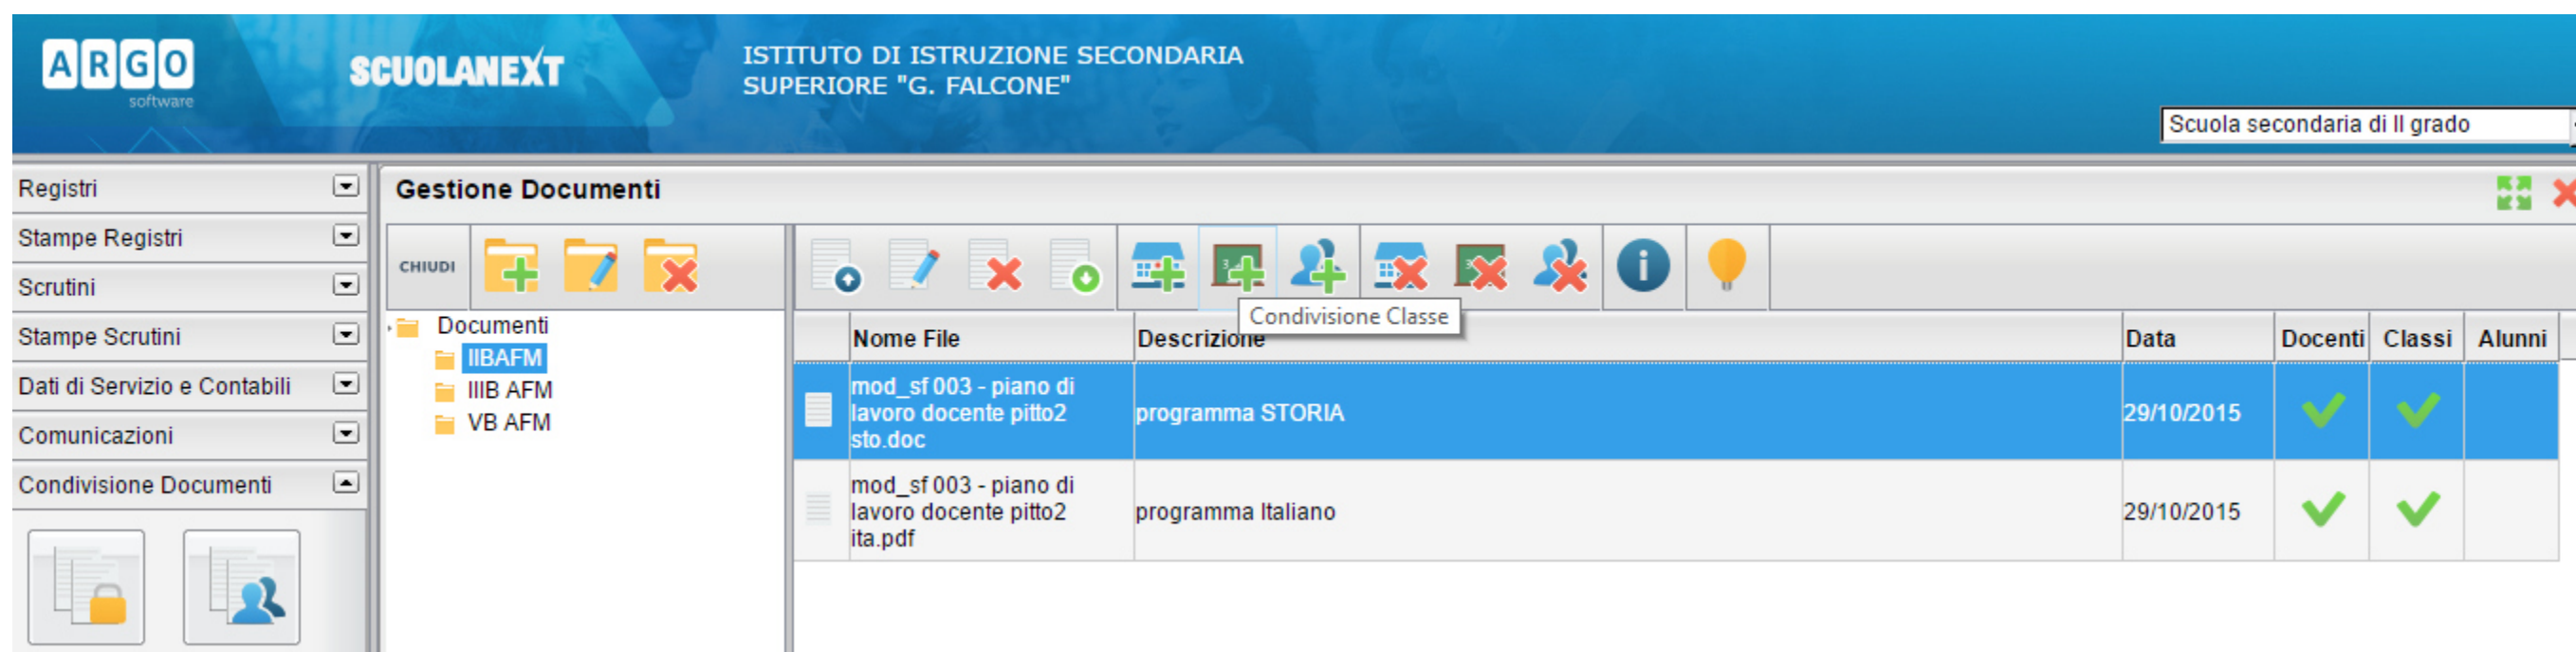 ARGO
software
SCUOLANEXT
ISTITUTO DI ISTRUZIONE SECONDARIA
SUPERIORE "G. FALCONE"
Scuola secondaria di II grado
Registri
Stampe Registri
Scrutini
Stampe Scrutini
Dati di Servizio e Contabili
Comunicazioni
Condivisione Documenti
Gestione Documenti
CHIUDI
Documenti
IIBAFM
IIIB AFM
VB AFM
Condivisione Classe
Nome File
Descrizione
Data
Docenti
Classi
Alunni
mod_sf 003 - piano di
lavoro docente pitto2
sto.doc
programma STORIA
29/10/2015
mod_sf 003 - piano di
lavoro docente pitto2
ita.pdf
programma Italiano
29/10/2015